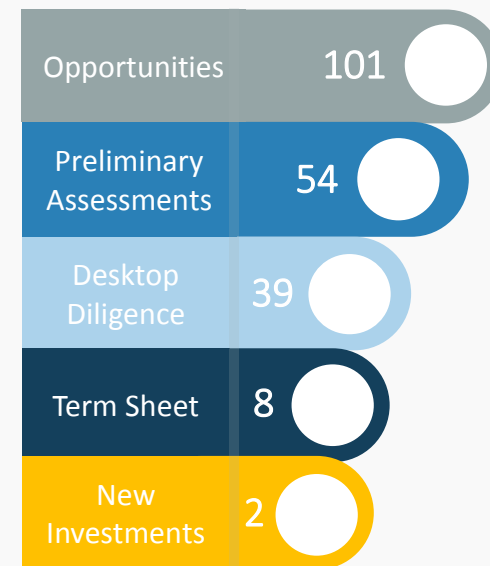 Opportunities 101
Preliminary
Assessments 54
Desktop
Diligence 39
Term Sheet 8
New
Investments 2